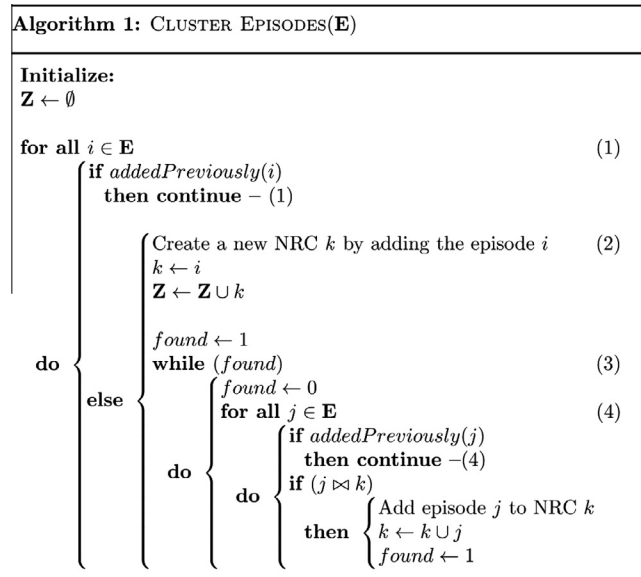 Algorithm 1: CLUSTER EPISODES(E)
Initialize:
Z ← ∅
for all i ∈ E (1)
if addedPreviously(i)
then continue – (1)
Create a new NRC k by adding the episode i (2)
k ← i
Z ← Z ∪ k
found ← 1
do while (found) (3)
else found ← 0
for all j ∈ E (4)
if addedPreviously(j)
do then continue –(4)
do if (j ⋈ k)
Add episode j to NRC k
then k ← k ∪ j
found ← 1